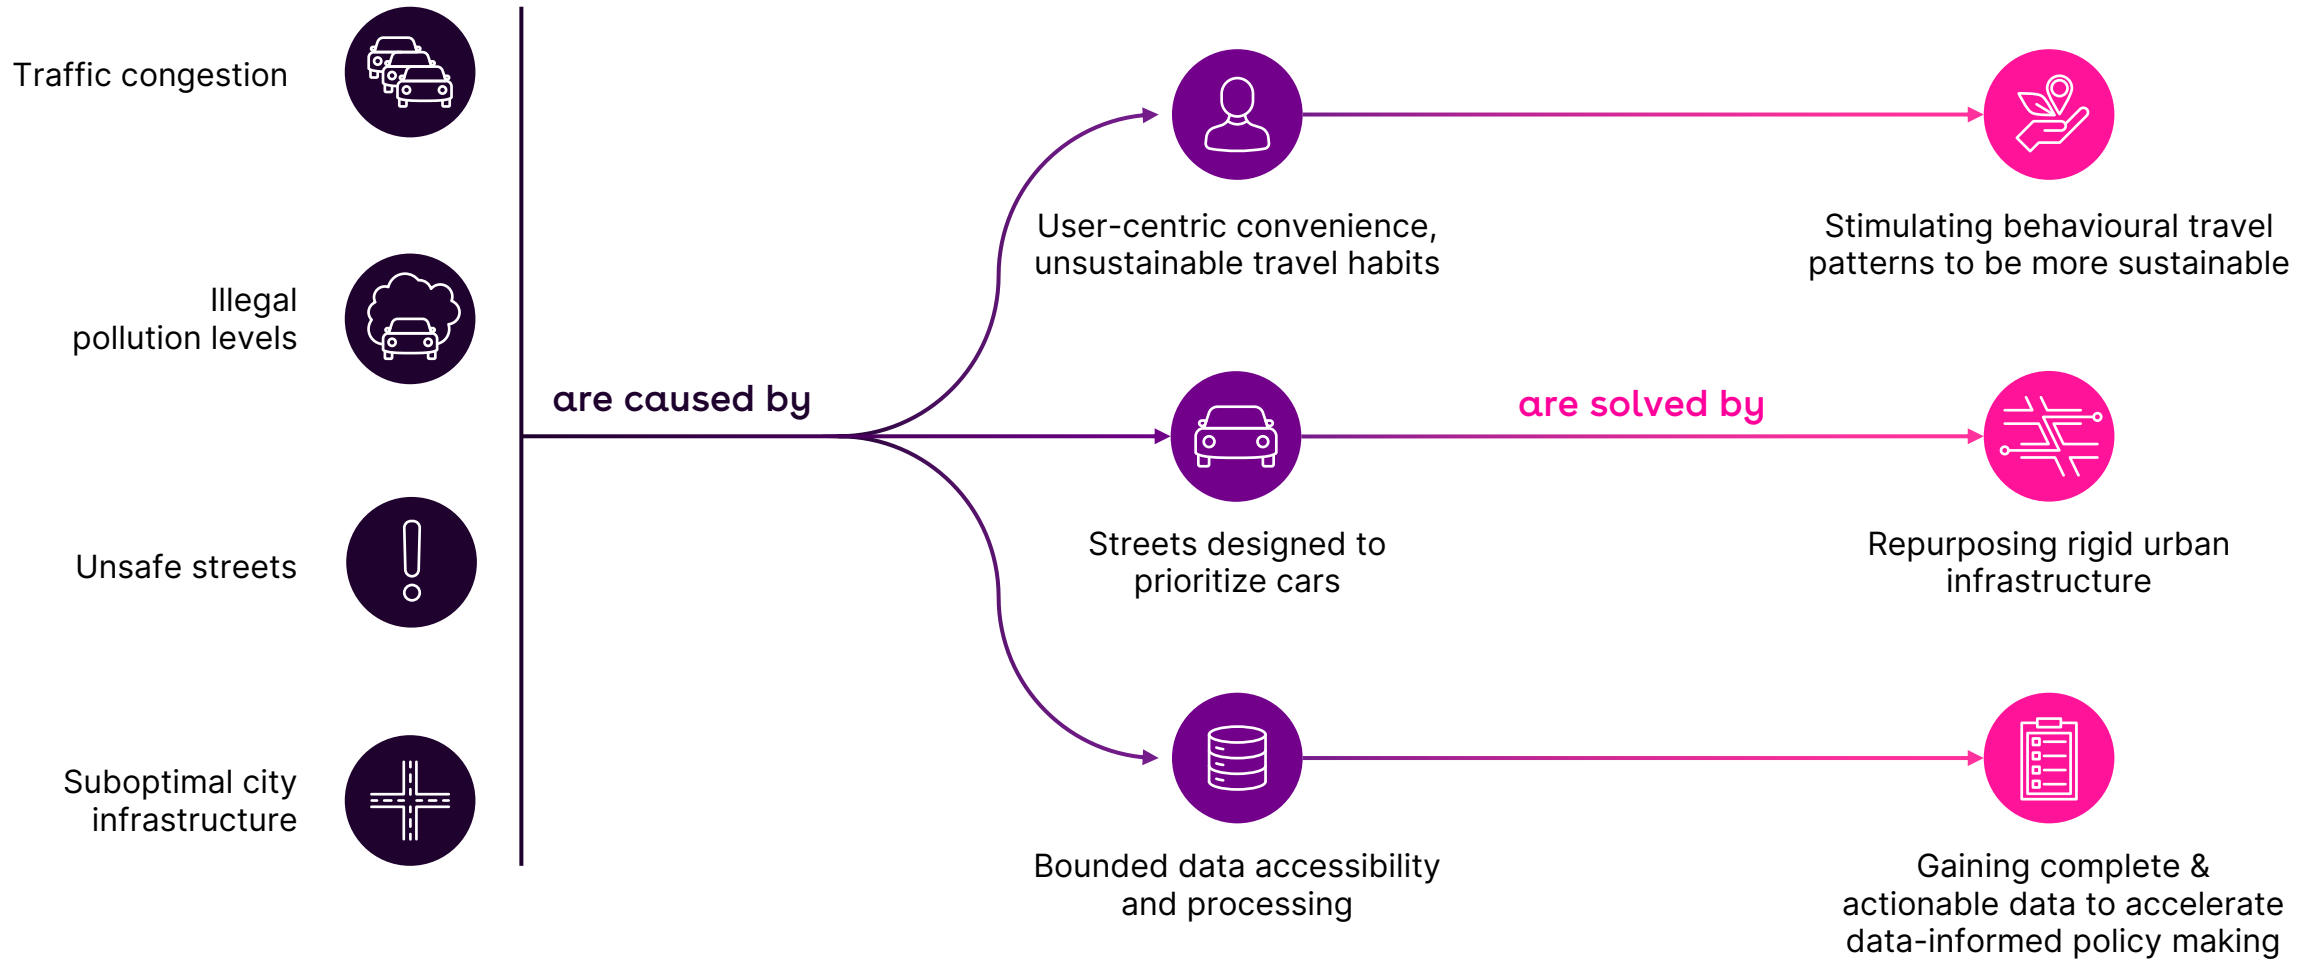 Traffic congestion
Illegal
pollution levels
Unsafe streets
Suboptimal city
infrastructure
are caused by
User-centric convenience,
unsustainable travel habits
Streets designed to
prioritize cars
Bounded data accessibility
and processing
are solved by
Stimulating behavioural travel
patterns to be more sustainable
Repurposing rigid urban
infrastructure
Gaining complete &
actionable data to accelerate
data-informed policy making